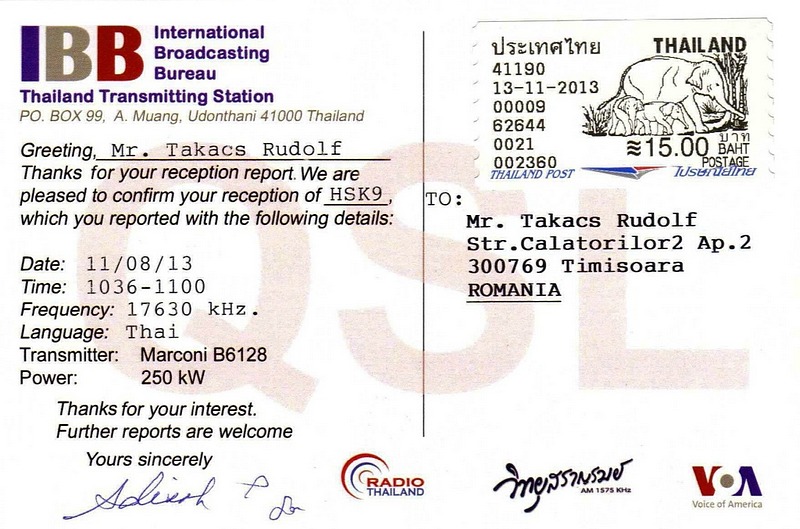 IBB International
Broadcasting
Bureau
Thailand Transmitting Station
PO. BOX 99, A. Muang, Udonthani 41000 Thailand
Greeting, Mr. Takacs Rudolf
Thanks for your reception report. We are
pleased to confirm your reception of HSK9,
which you reported with the following details:
Date: 11/08/13
Time: 1036-1100
Frequency: 17630 kHz.
Language: Thai
Transmitter: Marconi B6128
Power: 250 kW
Thanks for your interest.
Further reports are welcome
Yours sincerely
QSL
ประเทศไทย THAILAND
41190
13-11-2013
00009
62644
0021
002360
≋15.00 บาท
BAHT
POSTAGE
THAILAND POST ไปรษณีย์ไทย
TO:
Mr. Takacs Rudolf
Str.Calatorilor2 Ap.2
300769 Timisoara
ROMANIA
RADIO
THAILAND
วิทยุสราญรมย์
AM 1575 KHz
VOA
Voice of America